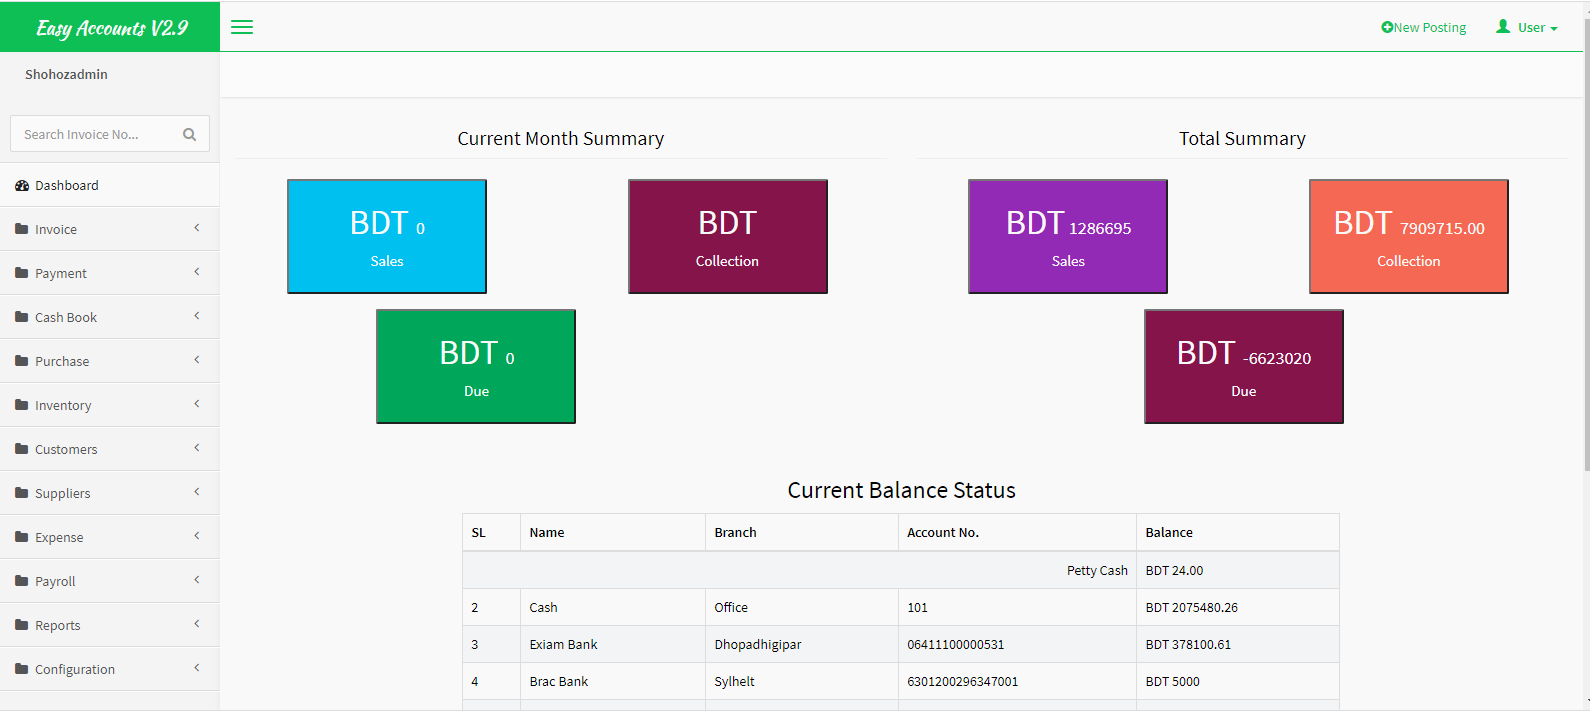 Easy Accounts V2.9
New Posting
User
Shohozadmin
Search Invoice No...
Dashboard
Invoice
Payment
Cash Book
Purchase
Inventory
Customers
Suppliers
Expense
Payroll
Reports
Configuration
Current Month Summary
BDT 0
Sales
BDT
Collection
BDT 0
Due
Total Summary
BDT 1286695
Sales
BDT 7909715.00
Collection
BDT -6623020
Due
Current Balance Status
SL Name Branch Account No. Balance
Petty Cash BDT 24.00
2 Cash Office 101 BDT 2075480.26
3 Exiam Bank Dhopadhigipar 06411100000531 BDT 378100.61
4 Brac Bank Sylhelt 6301200296347001 BDT 5000